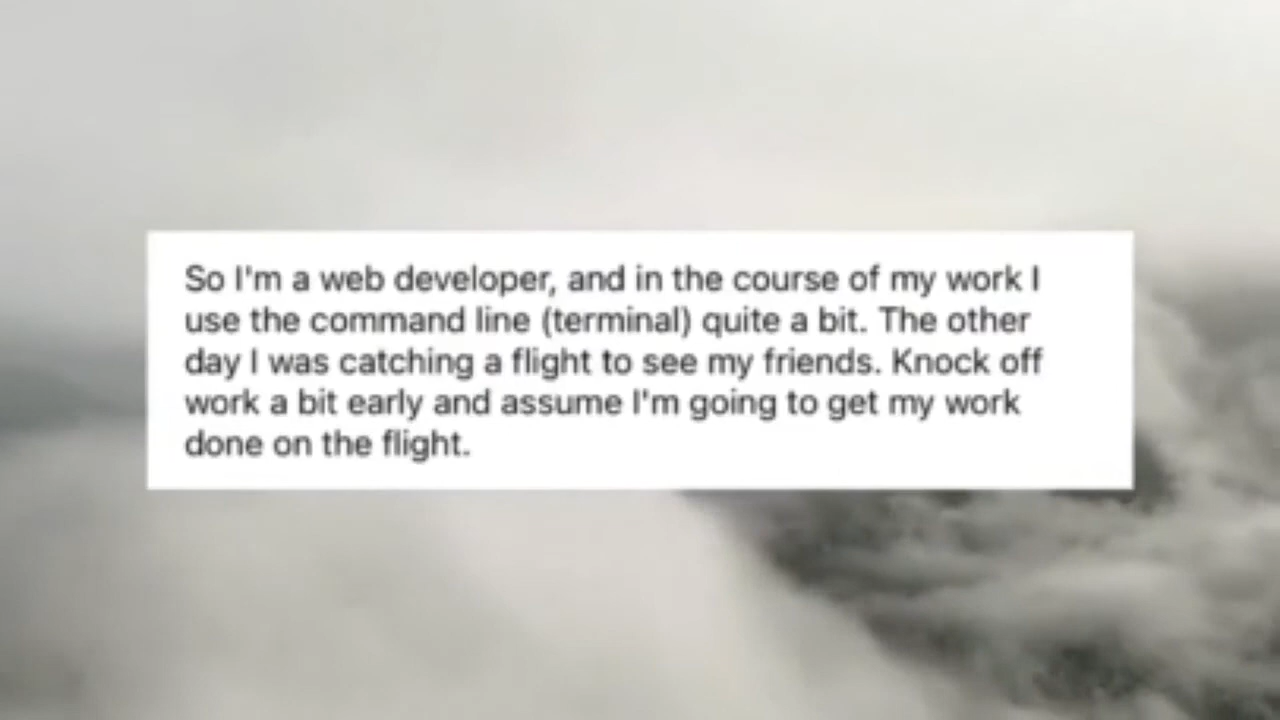 So I'm a web developer, and in the course of my work I
use the command line (terminal) quite a bit. The other
day I was catching a flight to see my friends. Knock off
work a bit early and assume I'm going to get my work
done on the flight.